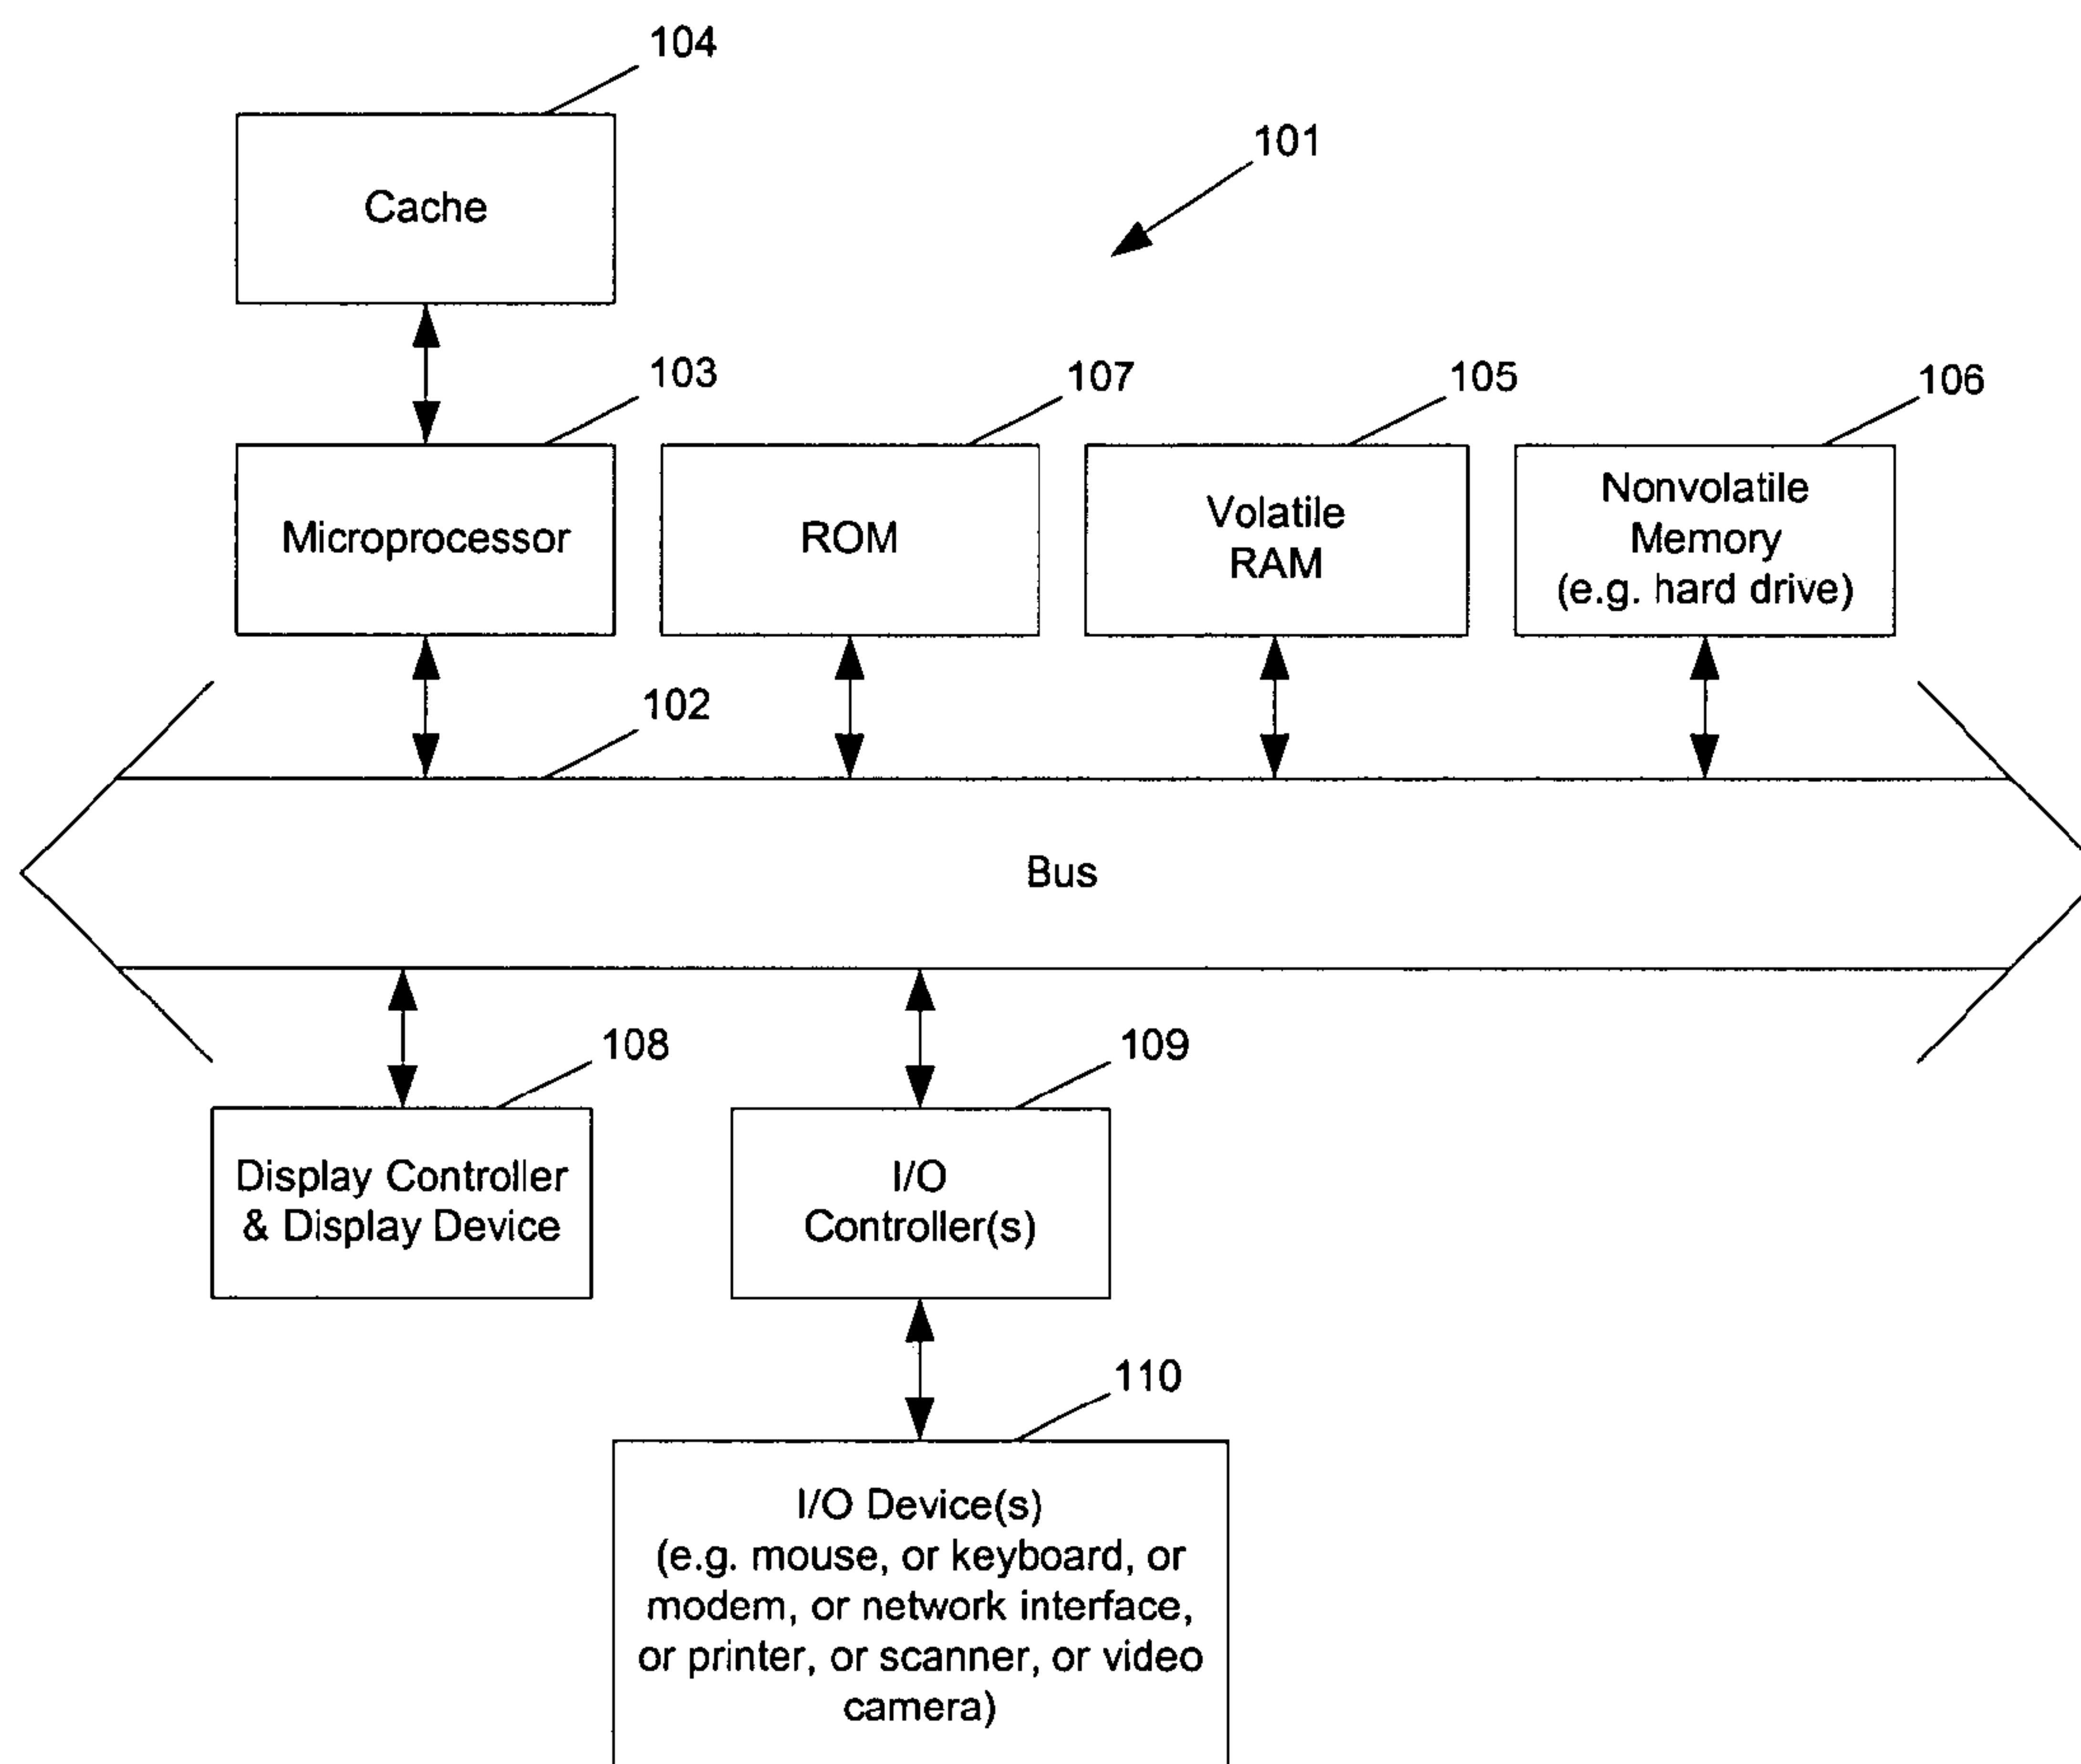 104
101
Cache
103
107
105
106
Microprocessor
ROM
Volatile
RAM
Nonvolatile
Memory
(e.g. hard drive)
102
Bus
108
109
Display Controller
& Display Device
I/O
Controller(s)
110
I/O Device(s)
(e.g. mouse, or keyboard, or
modem, or network interface,
or printer, or scanner, or video
camera)